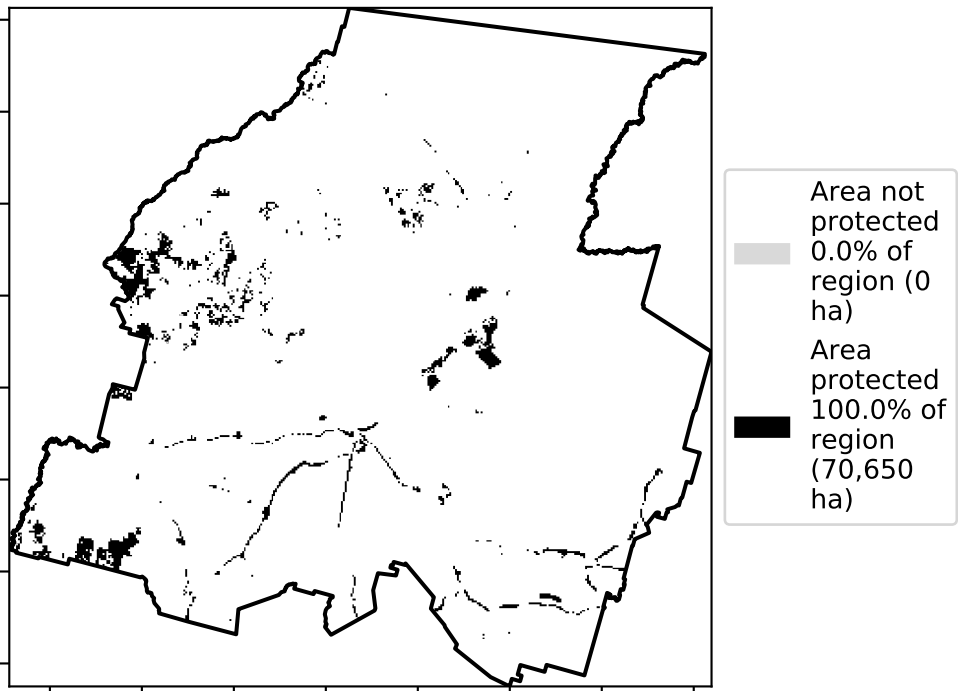 Area not
protected
0.0% of
region (0
ha)
Area
protected
100.0% of
region
(70,650
ha)